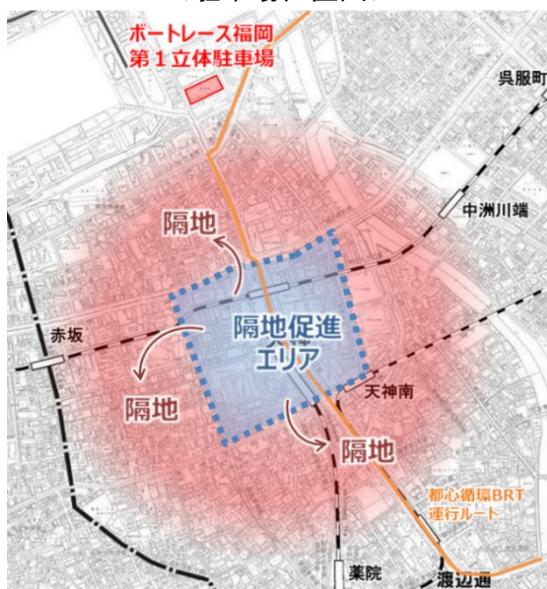 ボートレース福岡
第1立体駐車場
呉服町
中洲川端
隔地
隔地促進
エリア
赤坂
天神南
隔地
隔地
都心循環BRT
運行ルート
薬院
渡辺通